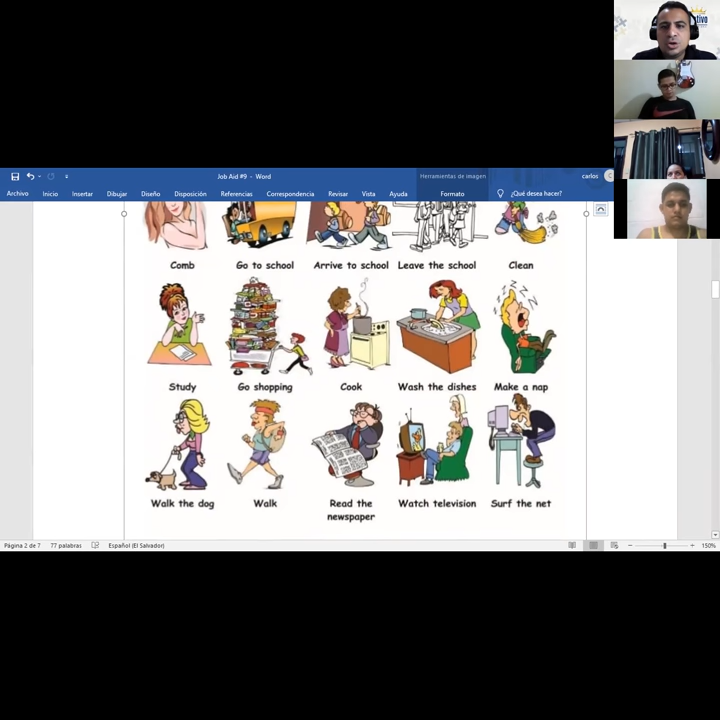 tivo
Job Aid #9 - Word
Herramientas de imagen
carlos
Archivo Inicio Insertar Dibujar Diseño Disposición Referencias Correspondencia Revisar Vista Ayuda Formato ¿Qué desea hacer?
Comb Go to school Arrive to school Leave the school Clean
Study Go shopping Cook Wash the dishes Make a nap
Walk the dog Walk Read the newspaper Watch television Surf the net
Página 2 de 7 77 palabras Español (El Salvador) 150%